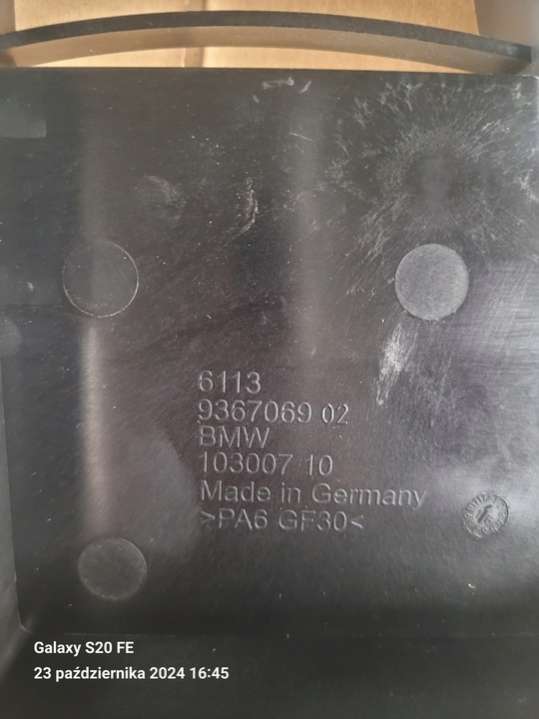 6113
9367069 02
BMW
103007 10
Made in Germany
>PA6 GF30<
Galaxy S20 FE
23 października 2024 16:45